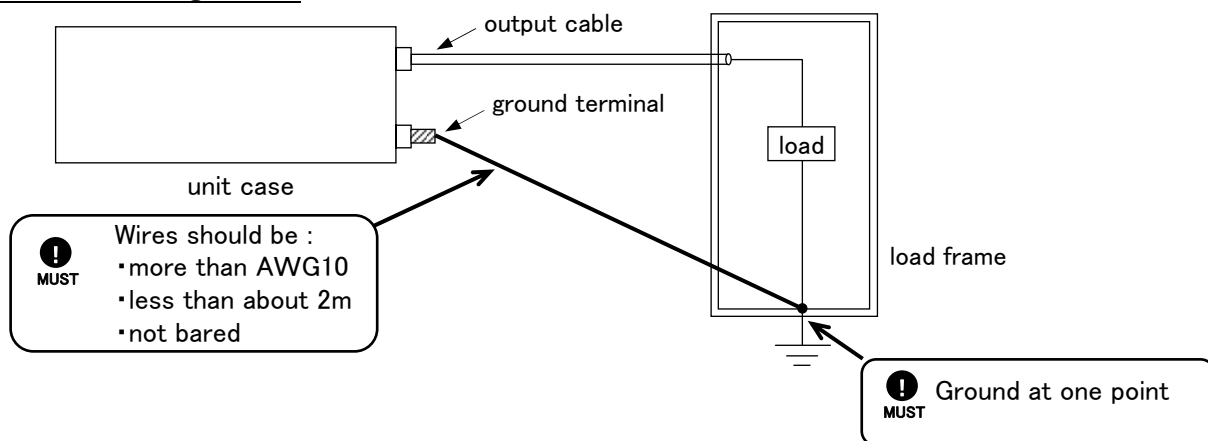 output cable
ground terminal
load
unit case
load frame
! MUST
Wires should be :
・more than AWG10
・less than about 2m
・not bared
! MUST
Ground at one point